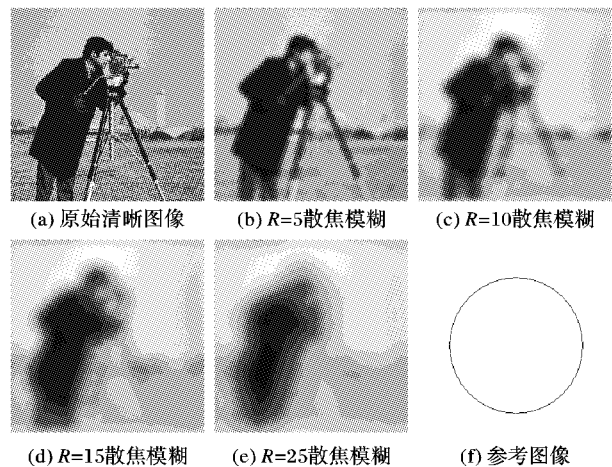 (a) 原始清晰图像
(b) R=5散焦模糊
(c) R=10散焦模糊
(d) R=15散焦模糊
(e) R=25散焦模糊
(f) 参考图像